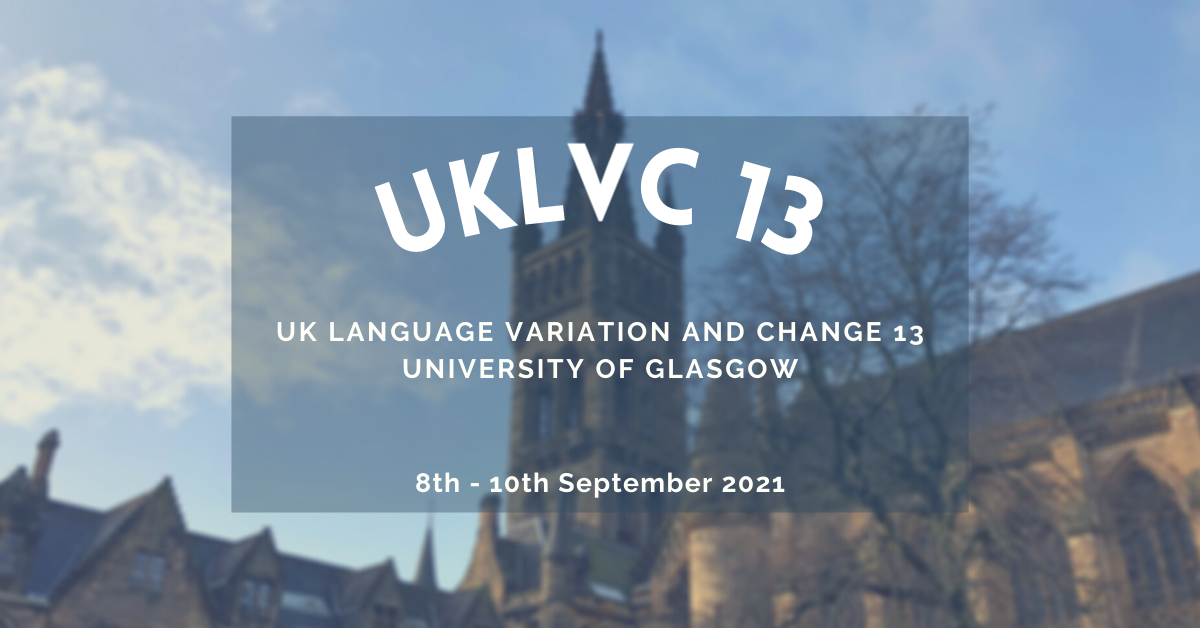 UKLVC 13
UK LANGUAGE VARIATION AND CHANGE 13
UNIVERSITY OF GLASGOW
8th - 10th September 2021